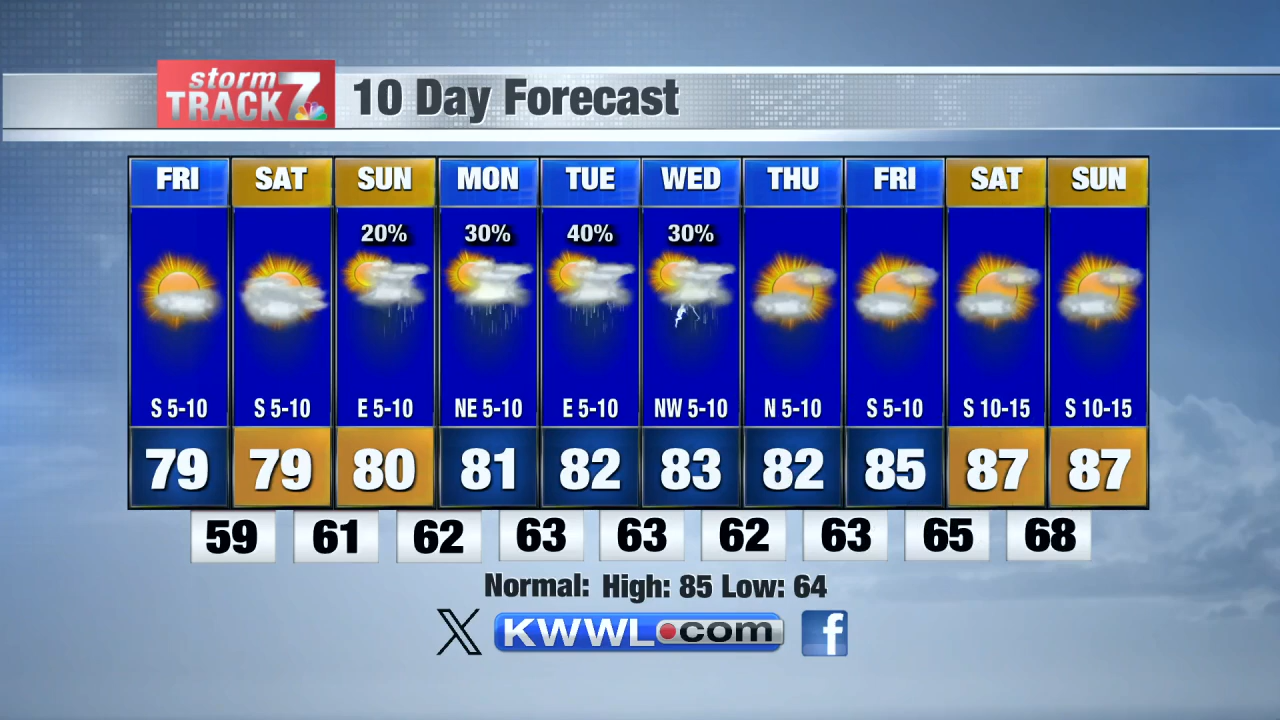 storm
TRACK 7
10 Day Forecast
FRI SAT SUN MON TUE WED THU FRI SAT SUN
20% 30% 40% 30%
S 5-10 S 5-10 E 5-10 NE 5-10 E 5-10 NW 5-10 N 5-10 S 5-10 S 10-15 S 10-15
79 79 80 81 82 83 82 85 87 87
59 61 62 63 63 62 63 65 68
Normal: High: 85 Low: 64
X KWWL.com f